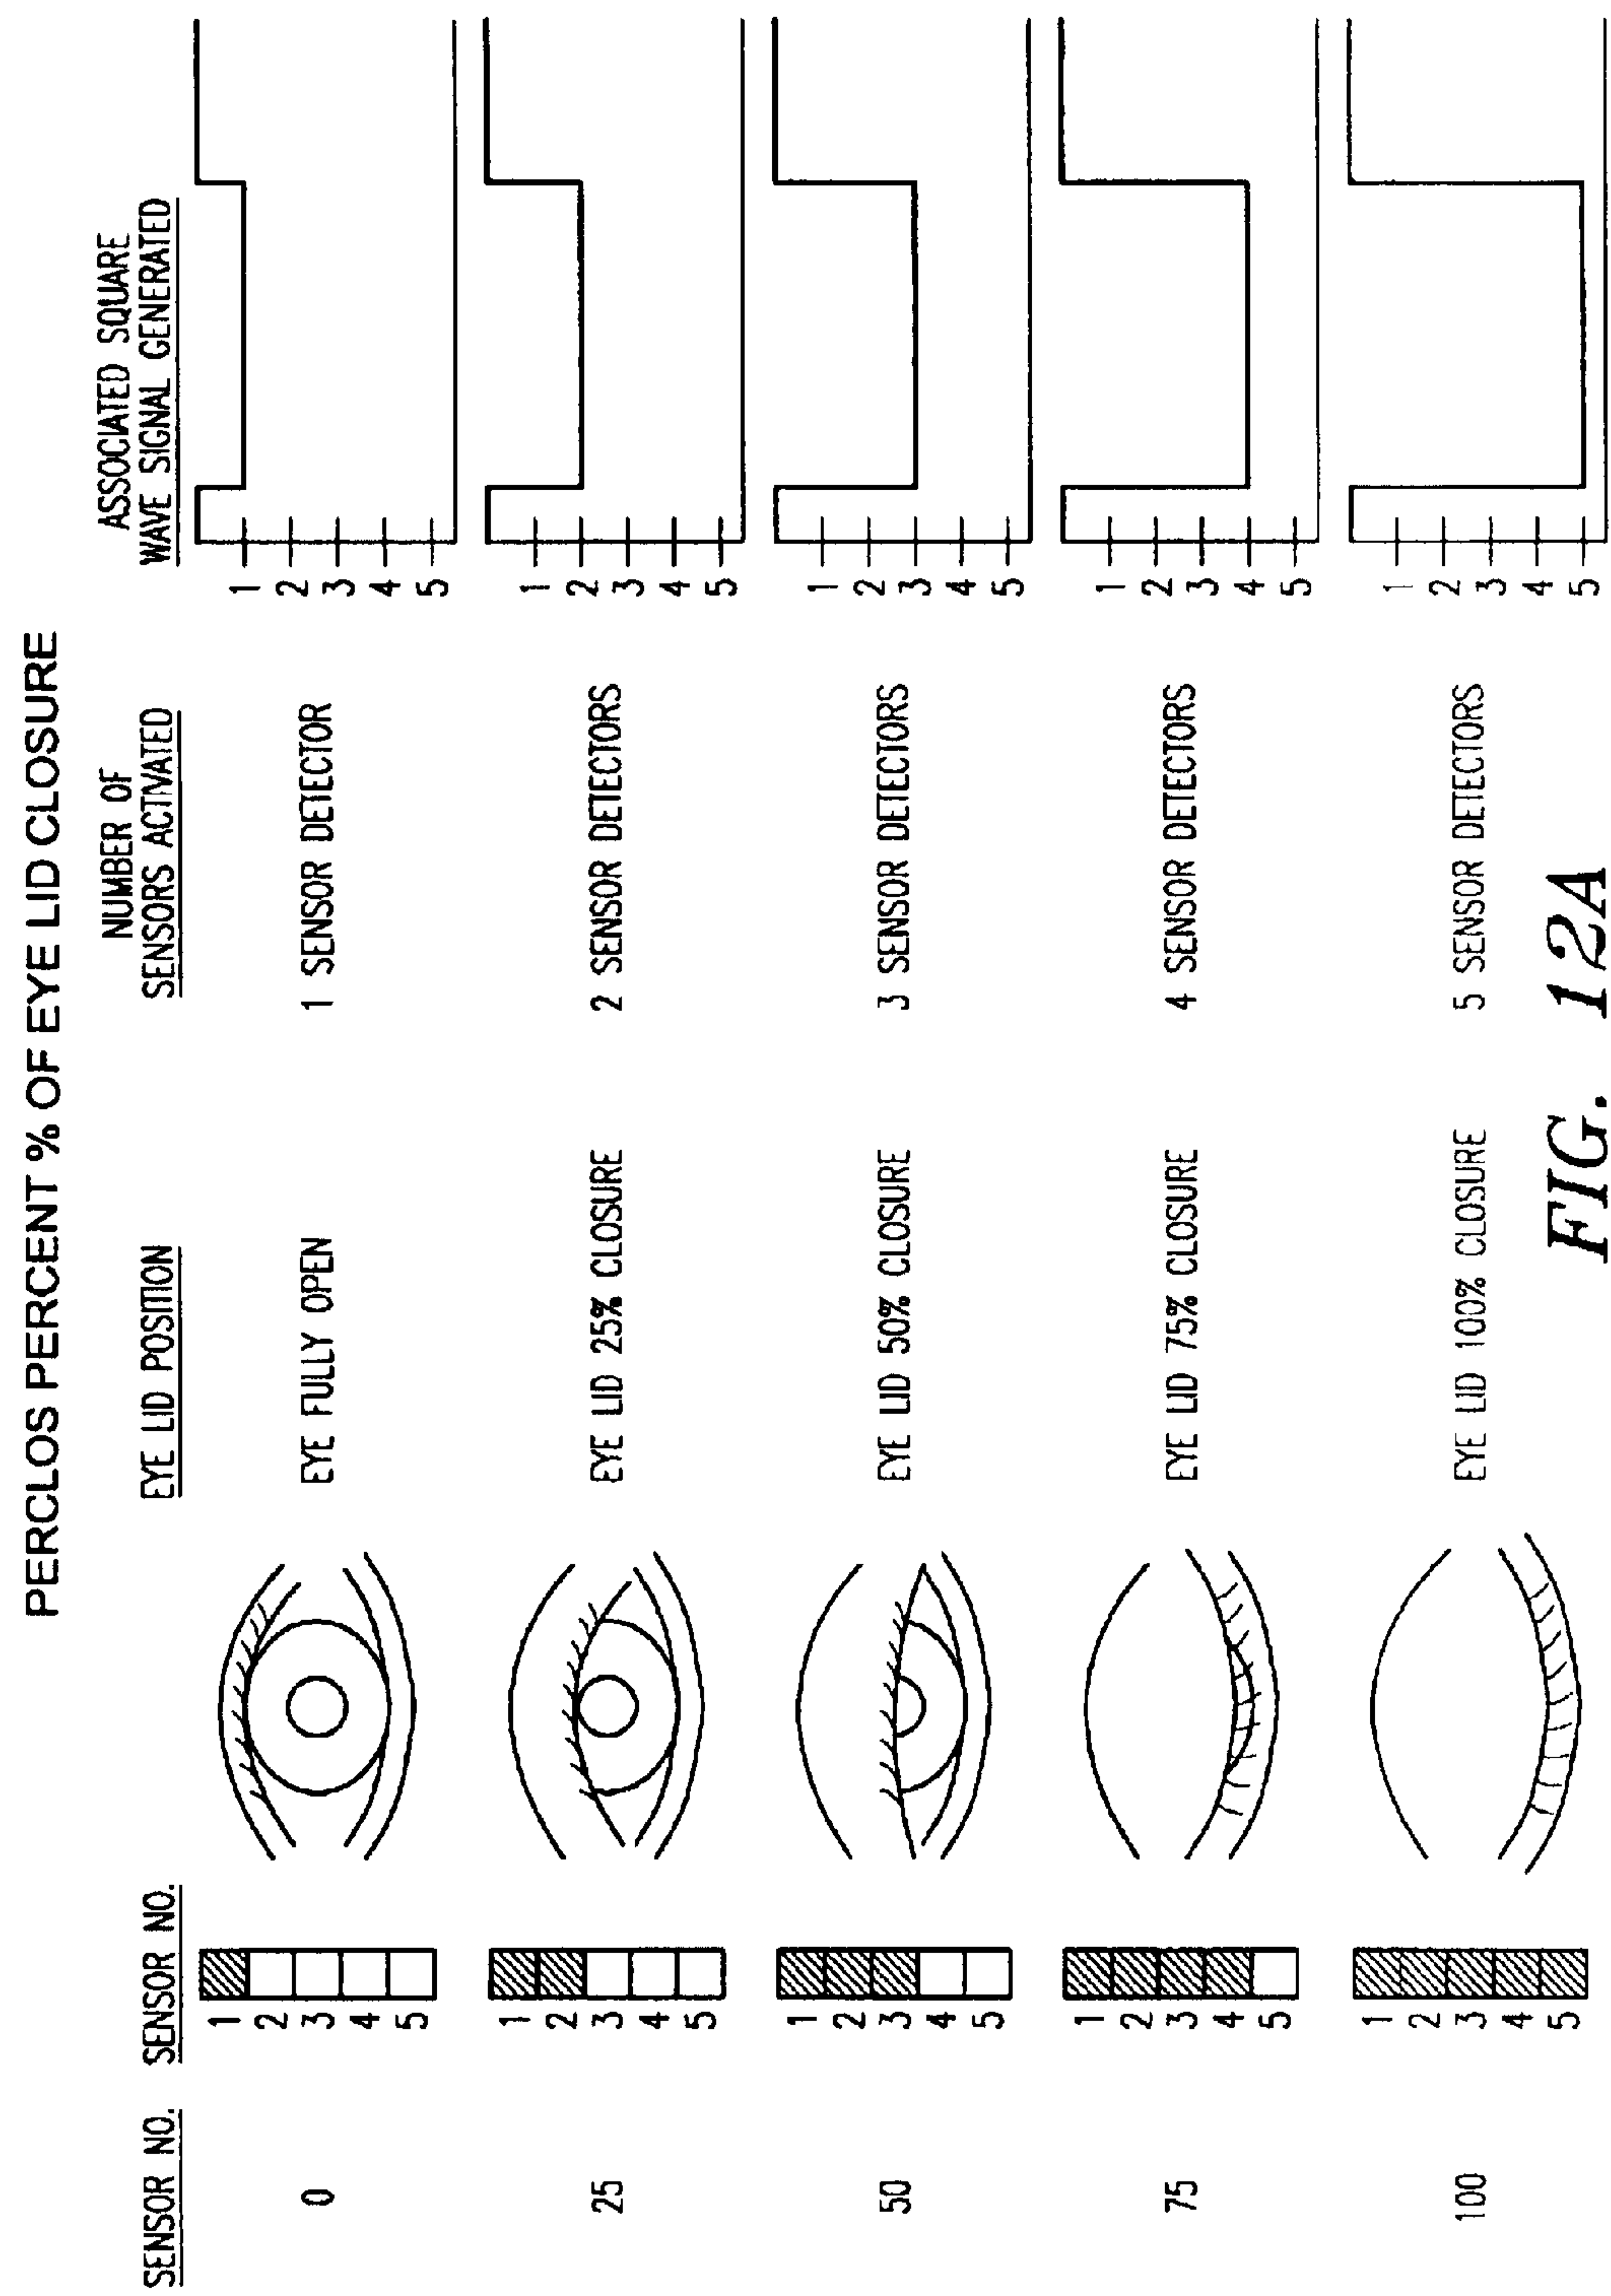 PERCLOS PERCENT % OF EYE LID CLOSURE
SENSOR NO.
SENSOR NO.
EYE LID POSITION
NUMBER OF
SENSORS ACTIVATED
ASSOCIATED SQUARE
WAVE SIGNAL GENERATED
0
1
2
3
4
5
EYE FULLY OPEN
1 SENSOR DETECTOR
1
2
3
4
5
25
1
2
3
4
5
EYE LID 25% CLOSURE
2 SENSOR DETECTORS
1
2
3
4
5
50
1
2
3
4
5
EYE LID 50% CLOSURE
3 SENSOR DETECTORS
1
2
3
4
5
75
1
2
3
4
5
EYE LID 75% CLOSURE
4 SENSOR DETECTORS
1
2
3
4
5
100
1
2
3
4
5
EYE LID 100% CLOSURE
5 SENSOR DETECTORS
1
2
3
4
5
FIG. 12A